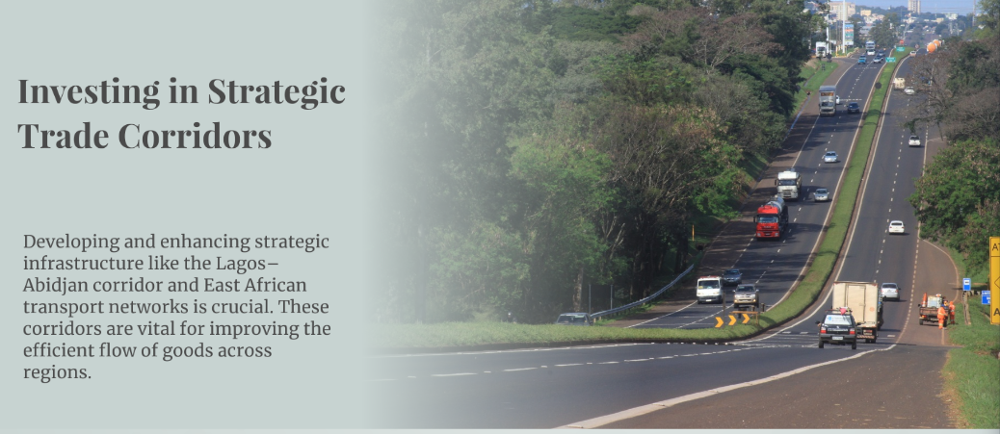 Investing in Strategic
Trade Corridors
Developing and enhancing strategic
infrastructure like the Lagos–
Abidjan corridor and East African
transport networks is crucial. These
corridors are vital for improving the
efficient flow of goods across
regions.